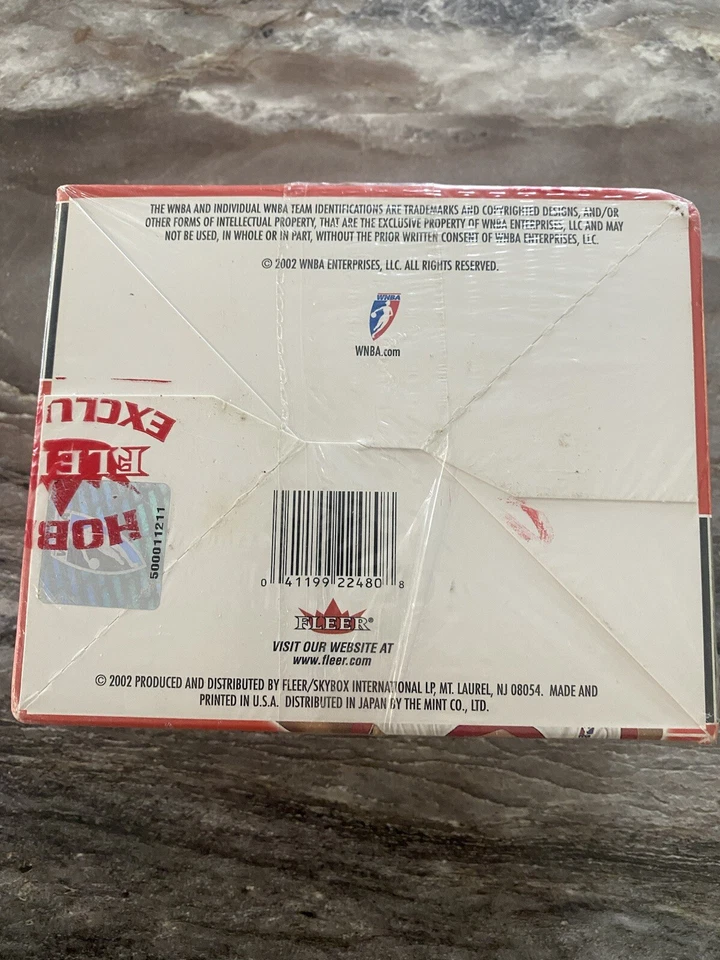 THE WNBA AND INDIVIDUAL WNBA TEAM IDENTIFICATIONS ARE TRADEMARKS AND COPYRIGHTED DESIGNS, AND/OR
OTHER FORMS OF INTELLECTUAL PROPERTY, THAT ARE THE EXCLUSIVE PROPERTY OF WNBA ENTERPRISES, LLC AND MAY
NOT BE USED, IN WHOLE OR IN PART, WITHOUT THE PRIOR WRITTEN CONSENT OF WNBA ENTERPRISES, LLC.
© 2002 WNBA ENTERPRISES, LLC. ALL RIGHTS RESERVED.
WNBA
WNBA.com
EXCLU
FLE
HOB
500011211
0 41199 22480 8
FLEER®
VISIT OUR WEBSITE AT
www.fleer.com
© 2002 PRODUCED AND DISTRIBUTED BY FLEER/SKYBOX INTERNATIONAL LP, MT. LAUREL, NJ 08054. MADE AND
PRINTED IN U.S.A. DISTRIBUTED IN JAPAN BY THE MINT CO., LTD.